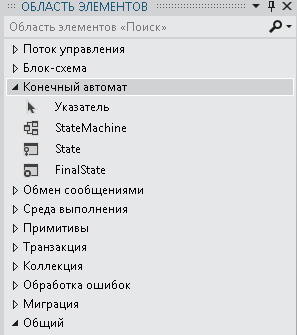 ОБЛАСТЬ ЭЛЕМЕНТОВ
Область элементов «Поиск»
Поток управления
Блок-схема
Конечный автомат
Указатель
StateMachine
State
FinalState
Обмен сообщениями
Среда выполнения
Примитивы
Транзакция
Коллекция
Обработка ошибок
Миграция
Общий